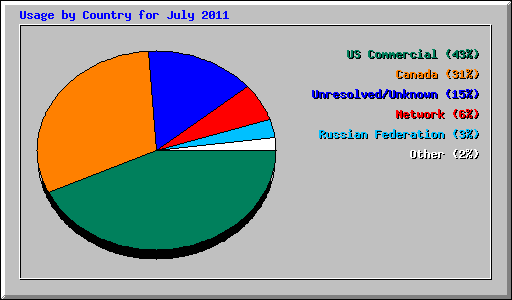 Usage by Country for July 2011
US Commercial (43%)
Canada (31%)
Unresolved/Unknown (15%)
Network (6%)
Russian Federation (3%)
Other (2%)